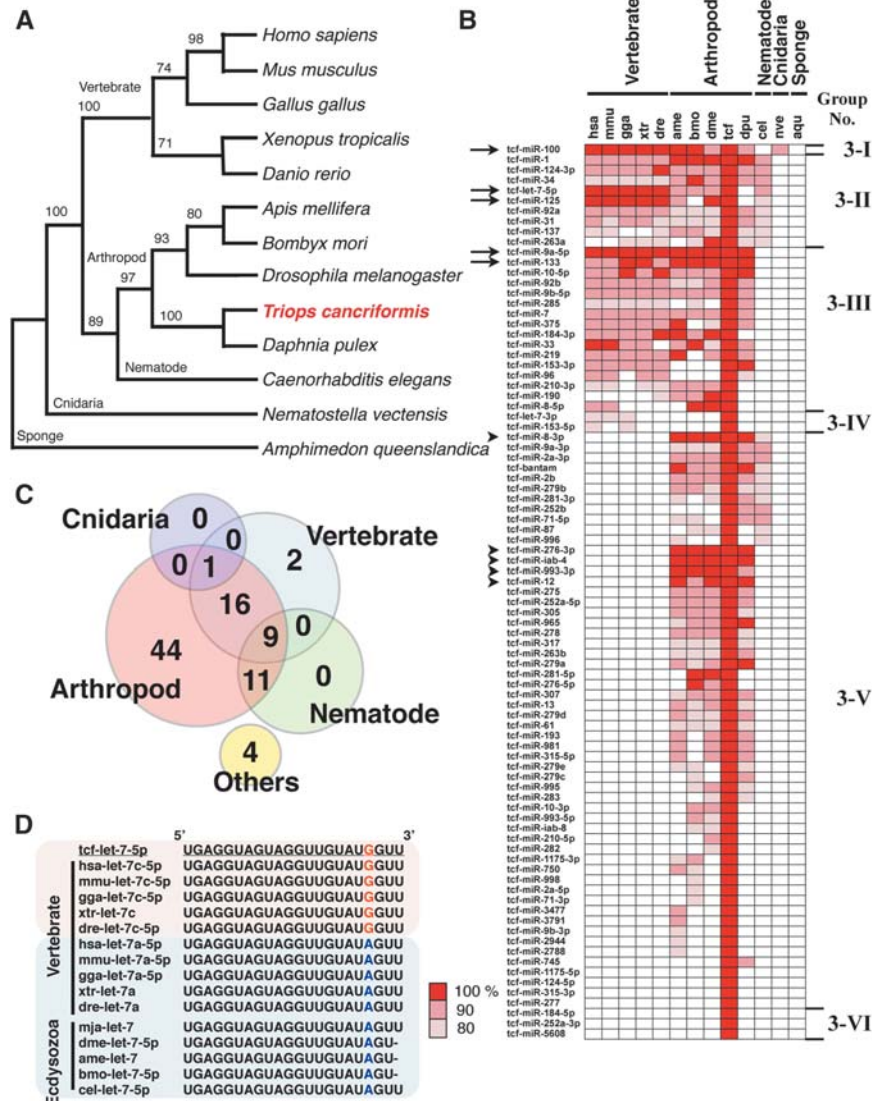 A
98
Homo sapiens
74
Mus musculus
Vertebrate
100
Gallus gallus
71
Xenopus tropicalis
Danio rerio
100
80
Apis mellifera
93
Bombyx mori
Arthropod
97
Drosophila melanogaster
100
Triops cancriformis
89
Daphnia pulex
Nematode
Caenorhabditis elegans
Cnidaria
Nematostella vectensis
Sponge
Amphimedon queenslandica
B
Vertebrate
Arthropod
Nematode
Cnidaria
Sponge
Group
No.
hsa mmu gga xtr dre ame bmo dme tcf dpu cel nve aqu
tcf-miR-100
3-I
tcf-miR-1
tcf-miR-124-3p
tcf-miR-34
tcf-let-7-5p
tcf-miR-125
3-II
tcf-miR-92a
tcf-miR-31
tcf-miR-137
tcf-miR-263a
tcf-miR-9a-5p
tcf-miR-133
tcf-miR-10-5p
tcf-miR-92b
tcf-miR-9b-5p
tcf-miR-285
3-III
tcf-miR-7
tcf-miR-375
tcf-miR-184-3p
tcf-miR-33
tcf-miR-219
tcf-miR-153-3p
tcf-miR-96
tcf-miR-210-3p
tcf-miR-190
tcf-miR-8-5p
tcf-let-7-3p
3-IV
tcf-miR-153-5p
tcf-miR-8-3p
tcf-miR-9a-3p
tcf-miR-2a-3p
tcf-bantam
tcf-miR-2b
tcf-miR-279b
tcf-miR-281-3p
tcf-miR-252b
tcf-miR-71-5p
tcf-miR-87
tcf-miR-996
tcf-miR-276-3p
tcf-miR-iab-4
tcf-miR-993-3p
tcf-miR-12
tcf-miR-275
tcf-miR-252a-5p
tcf-miR-305
tcf-miR-965
tcf-miR-278
tcf-miR-317
tcf-miR-263b
tcf-miR-279a
tcf-miR-281-5p
tcf-miR-276-5p
3-V
tcf-miR-307
tcf-miR-13
tcf-miR-279d
tcf-miR-61
tcf-miR-193
tcf-miR-981
tcf-miR-315-5p
tcf-miR-279e
tcf-miR-279c
tcf-miR-995
tcf-miR-283
tcf-miR-10-3p
tcf-miR-993-5p
tcf-miR-iab-8
tcf-miR-210-5p
tcf-miR-282
tcf-miR-1175-3p
tcf-miR-750
tcf-miR-998
tcf-miR-2a-5p
tcf-miR-71-3p
tcf-miR-3477
tcf-miR-3791
tcf-miR-9b-3p
tcf-miR-2944
tcf-miR-2788
tcf-miR-745
tcf-miR-1175-5p
tcf-miR-124-5p
tcf-miR-315-3p
tcf-miR-277
tcf-miR-184-5p
tcf-miR-252a-3p
3-VI
tcf-miR-5608
100 %
90
80
C
Cnidaria
0
0
Vertebrate
0
1
2
16
44
9
0
Arthropod
11
0
Nematode
4
Others
D
5' 3'
tcf-let-7-5p UGAGGUAGUAGGUUGUAUGGUU
Vertebrate
hsa-let-7c-5p UGAGGUAGUAGGUUGUAUGGUU
mmu-let-7c-5p UGAGGUAGUAGGUUGUAUGGUU
gga-let-7c-5p UGAGGUAGUAGGUUGUAUGGUU
xtr-let-7c UGAGGUAGUAGGUUGUAUGGUU
dre-let-7c-5p UGAGGUAGUAGGUUGUAUGGUU
hsa-let-7a-5p UGAGGUAGUAGGUUGUAUAGUU
mmu-let-7a-5p UGAGGUAGUAGGUUGUAUAGUU
gga-let-7a-5p UGAGGUAGUAGGUUGUAUAGUU
xtr-let-7a UGAGGUAGUAGGUUGUAUAGUU
dre-let-7a UGAGGUAGUAGGUUGUAUAGUU
Ecdysozoa
mja-let-7 UGAGGUAGUAGGUUGUAUAGUU
dme-let-7-5p UGAGGUAGUAGGUUGUAUAGU-
ame-let-7 UGAGGUAGUAGGUUGUAUAGU-
bmo-let-7-5p UGAGGUAGUAGGUUGUAUAGU-
cel-let-7-5p UGAGGUAGUAGGUUGUAUAGUU